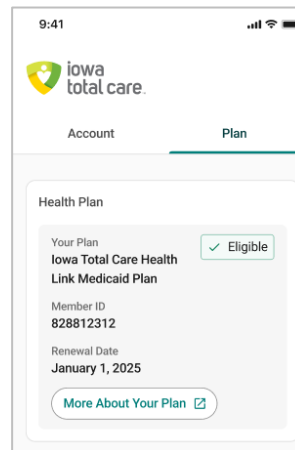 9:41
iowa
total care.
Account Plan
Health Plan
Your Plan
Iowa Total Care Health
Link Medicaid Plan
Eligible
Member ID
828812312
Renewal Date
January 1, 2025
More About Your Plan